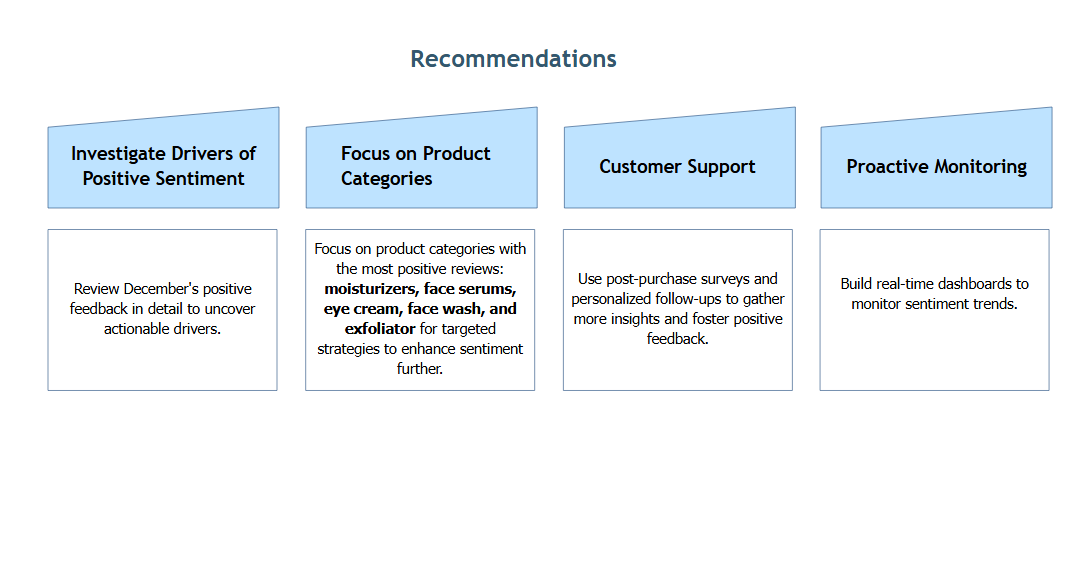 Recommendations
Investigate Drivers of
Positive Sentiment
Focus on Product
Categories
Customer Support
Proactive Monitoring
Review December's positive
feedback in detail to uncover
actionable drivers.
Focus on product categories with
the most positive reviews:
moisturizers, face serums,
eye cream, face wash, and
exfoliator for targeted
strategies to enhance sentiment
further.
Use post-purchase surveys and
personalized follow-ups to gather
more insights and foster positive
feedback.
Build real-time dashboards to
monitor sentiment trends.